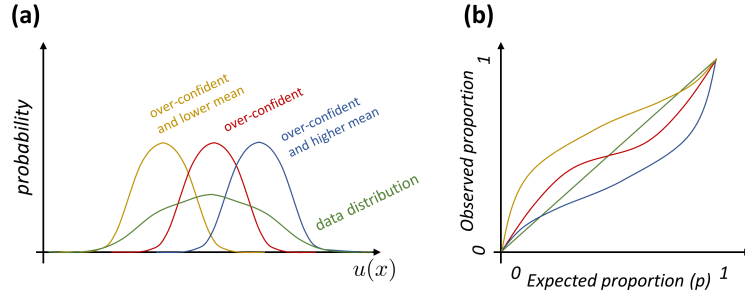 (a)
probability
over-confident
and lower mean
over-confident
over-confident
and higher mean
data distribution
u(x)
(b)
Observed proportion
1
0
0
Expected proportion (p)
1